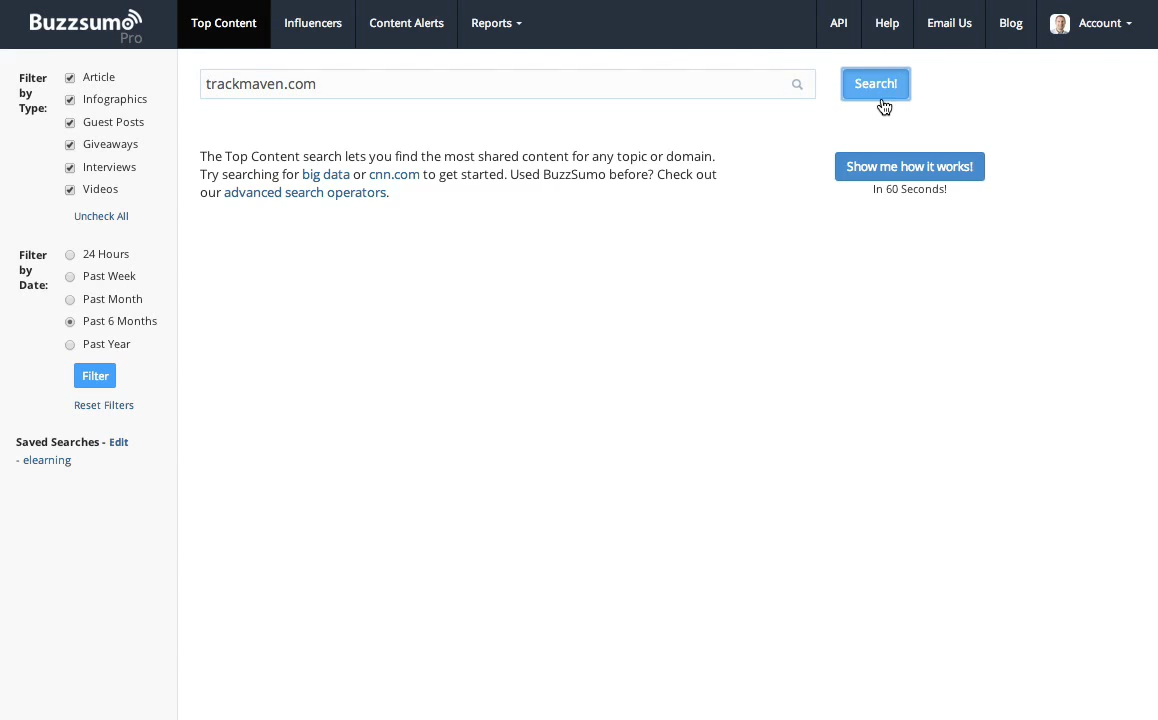 Buzzsumo Pro
Top Content
Influencers
Content Alerts
Reports
API
Help
Email Us
Blog
Account
Filter by Type:
Article
Infographics
Guest Posts
Giveaways
Interviews
Videos
Uncheck All
Filter by Date:
24 Hours
Past Week
Past Month
Past 6 Months
Past Year
Filter
Reset Filters
Saved Searches - Edit
- elearning
trackmaven.com
Search!
The Top Content search lets you find the most shared content for any topic or domain.
Try searching for big data or cnn.com to get started. Used BuzzSumo before? Check out
our advanced search operators.
Show me how it works!
In 60 Seconds!